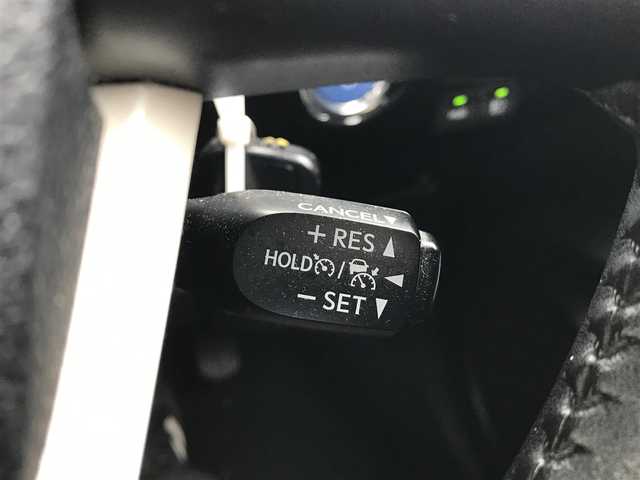 CANCEL▼
+ RES ▲
HOLD / ◀
− SET ▼